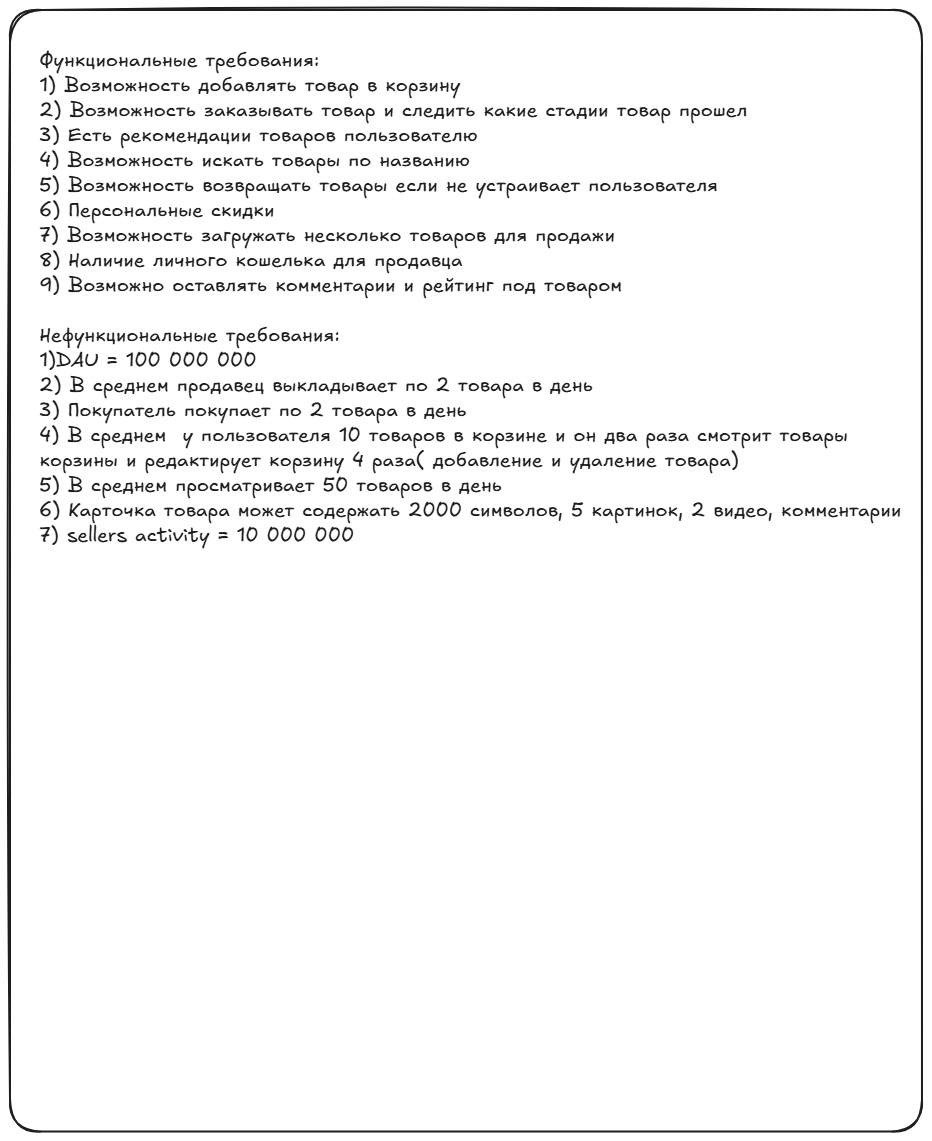 Функциональные требования:
1) Возможность добавлять товар в корзину
2) Возможность заказывать товар и следить какие стадии товар прошел
3) Есть рекомендации товаров пользователю
4) Возможность искать товары по названию
5) Возможность возвращать товары если не устраивает пользователя
6) Персональные скидки
7) Возможность загружать несколько товаров для продажи
8) Наличие личного кошелька для продавца
9) Возможно оставлять комментарии и рейтинг под товаром

Нефункциональные требования:
1)DAU = 100 000 000
2) В среднем продавец выкладывает по 2 товара в день
3) Покупатель покупает по 2 товара в день
4) В среднем  у пользователя 10 товаров в корзине и он два раза смотрит товары
корзины и редактирует корзину 4 раза( добавление и удаление товара)
5) В среднем просматривает 50 товаров в день
6) Карточка товара может содержать 2000 символов, 5 картинок, 2 видео, комментарии
7) sellers activity = 10 000 000